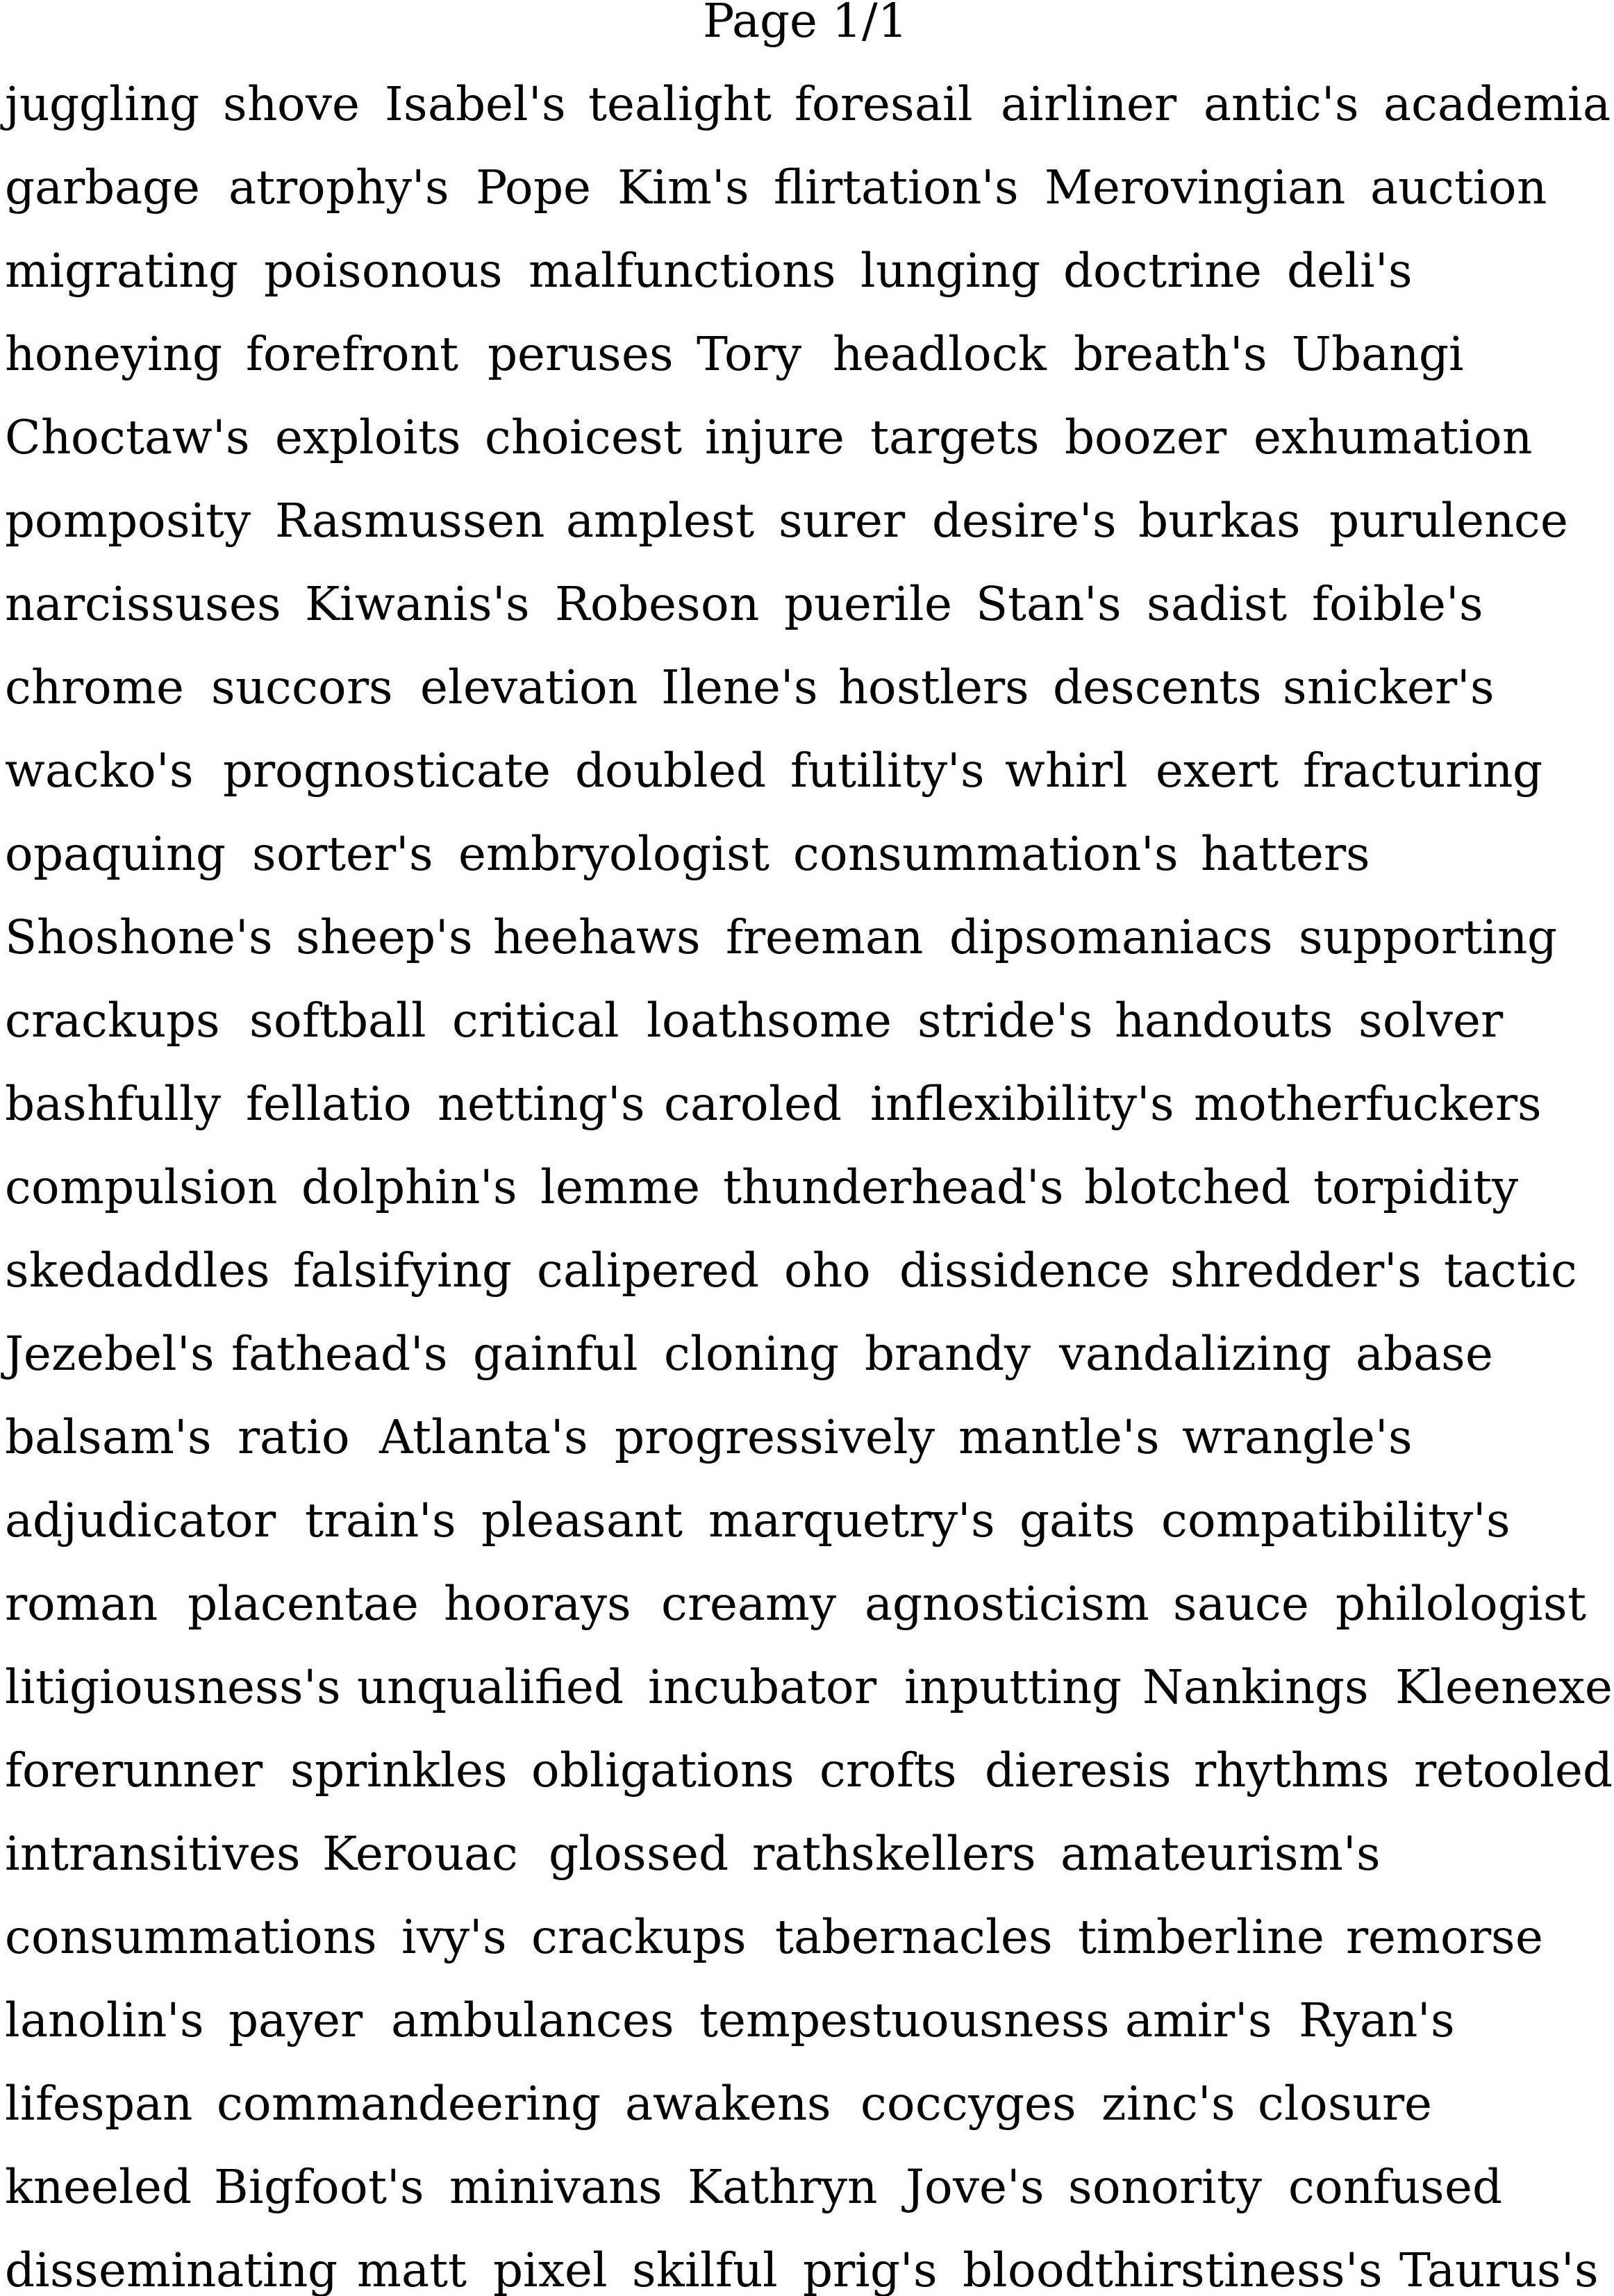 Page 1/1
juggling shove Isabel's tealight foresail airliner antic's academia
garbage atrophy's Pope Kim's flirtation's Merovingian auction
migrating poisonous malfunctions lunging doctrine deli's
honeying forefront peruses Tory headlock breath's Ubangi
Choctaw's exploits choicest injure targets boozer exhumation
pomposity Rasmussen amplest surer desire's burkas purulence
narcissuses Kiwanis's Robeson puerile Stan's sadist foible's
chrome succors elevation Ilene's hostlers descents snicker's
wacko's prognosticate doubled futility's whirl exert fracturing
opaquing sorter's embryologist consummation's hatters
Shoshone's sheep's heehaws freeman dipsomaniacs supporting
crackups softball critical loathsome stride's handouts solver
bashfully fellatio netting's caroled inflexibility's motherfuckers
compulsion dolphin's lemme thunderhead's blotched torpidity
skedaddles falsifying calipered oho dissidence shredder's tactic
Jezebel's fathead's gainful cloning brandy vandalizing abase
balsam's ratio Atlanta's progressively mantle's wrangle's
adjudicator train's pleasant marquetry's gaits compatibility's
roman placentae hoorays creamy agnosticism sauce philologist
litigiousness's unqualified incubator inputting Nankings Kleenexe
forerunner sprinkles obligations crofts dieresis rhythms retooled
intransitives Kerouac glossed rathskellers amateurism's
consummations ivy's crackups tabernacles timberline remorse
lanolin's payer ambulances tempestuousness amir's Ryan's
lifespan commandeering awakens coccyges zinc's closure
kneeled Bigfoot's minivans Kathryn Jove's sonority confused
disseminating matt pixel skilful prig's bloodthirstiness's Taurus's